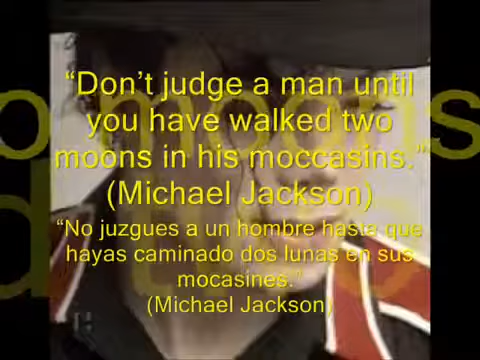 “Don’t judge a man until
you have walked two
moons in his moccasins.”
(Michael Jackson)
“No juzgues a un hombre hasta que
hayas caminado dos lunas en sus
mocasines.”
(Michael Jackson)